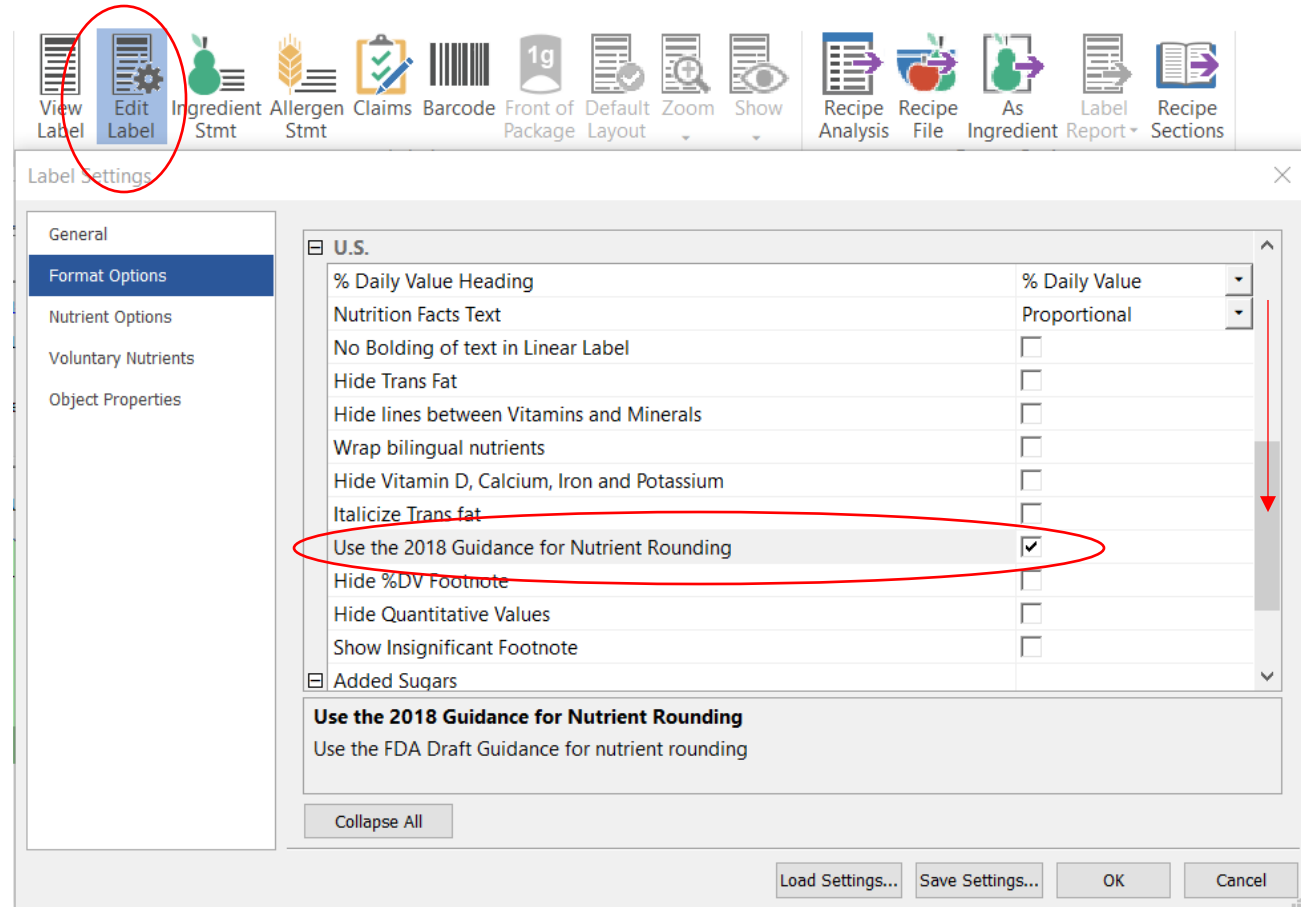 1g
View Label
Edit Label
Ingredient Stmt
Allergen Stmt
Claims
Barcode
Front of Package
Default Layout
Zoom
Show
Recipe Analysis
Recipe File
As Ingredient
Label Report
Recipe Sections
Label Settings
General
Format Options
Nutrient Options
Voluntary Nutrients
Object Properties
U.S.
% Daily Value Heading % Daily Value
Nutrition Facts Text Proportional
No Bolding of text in Linear Label
Hide Trans Fat
Hide lines between Vitamins and Minerals
Wrap bilingual nutrients
Hide Vitamin D, Calcium, Iron and Potassium
Italicize Trans fat
Use the 2018 Guidance for Nutrient Rounding
Hide %DV Footnote
Hide Quantitative Values
Show Insignificant Footnote
Added Sugars
Use the 2018 Guidance for Nutrient Rounding
Use the FDA Draft Guidance for nutrient rounding
Collapse All
Load Settings... Save Settings... OK Cancel